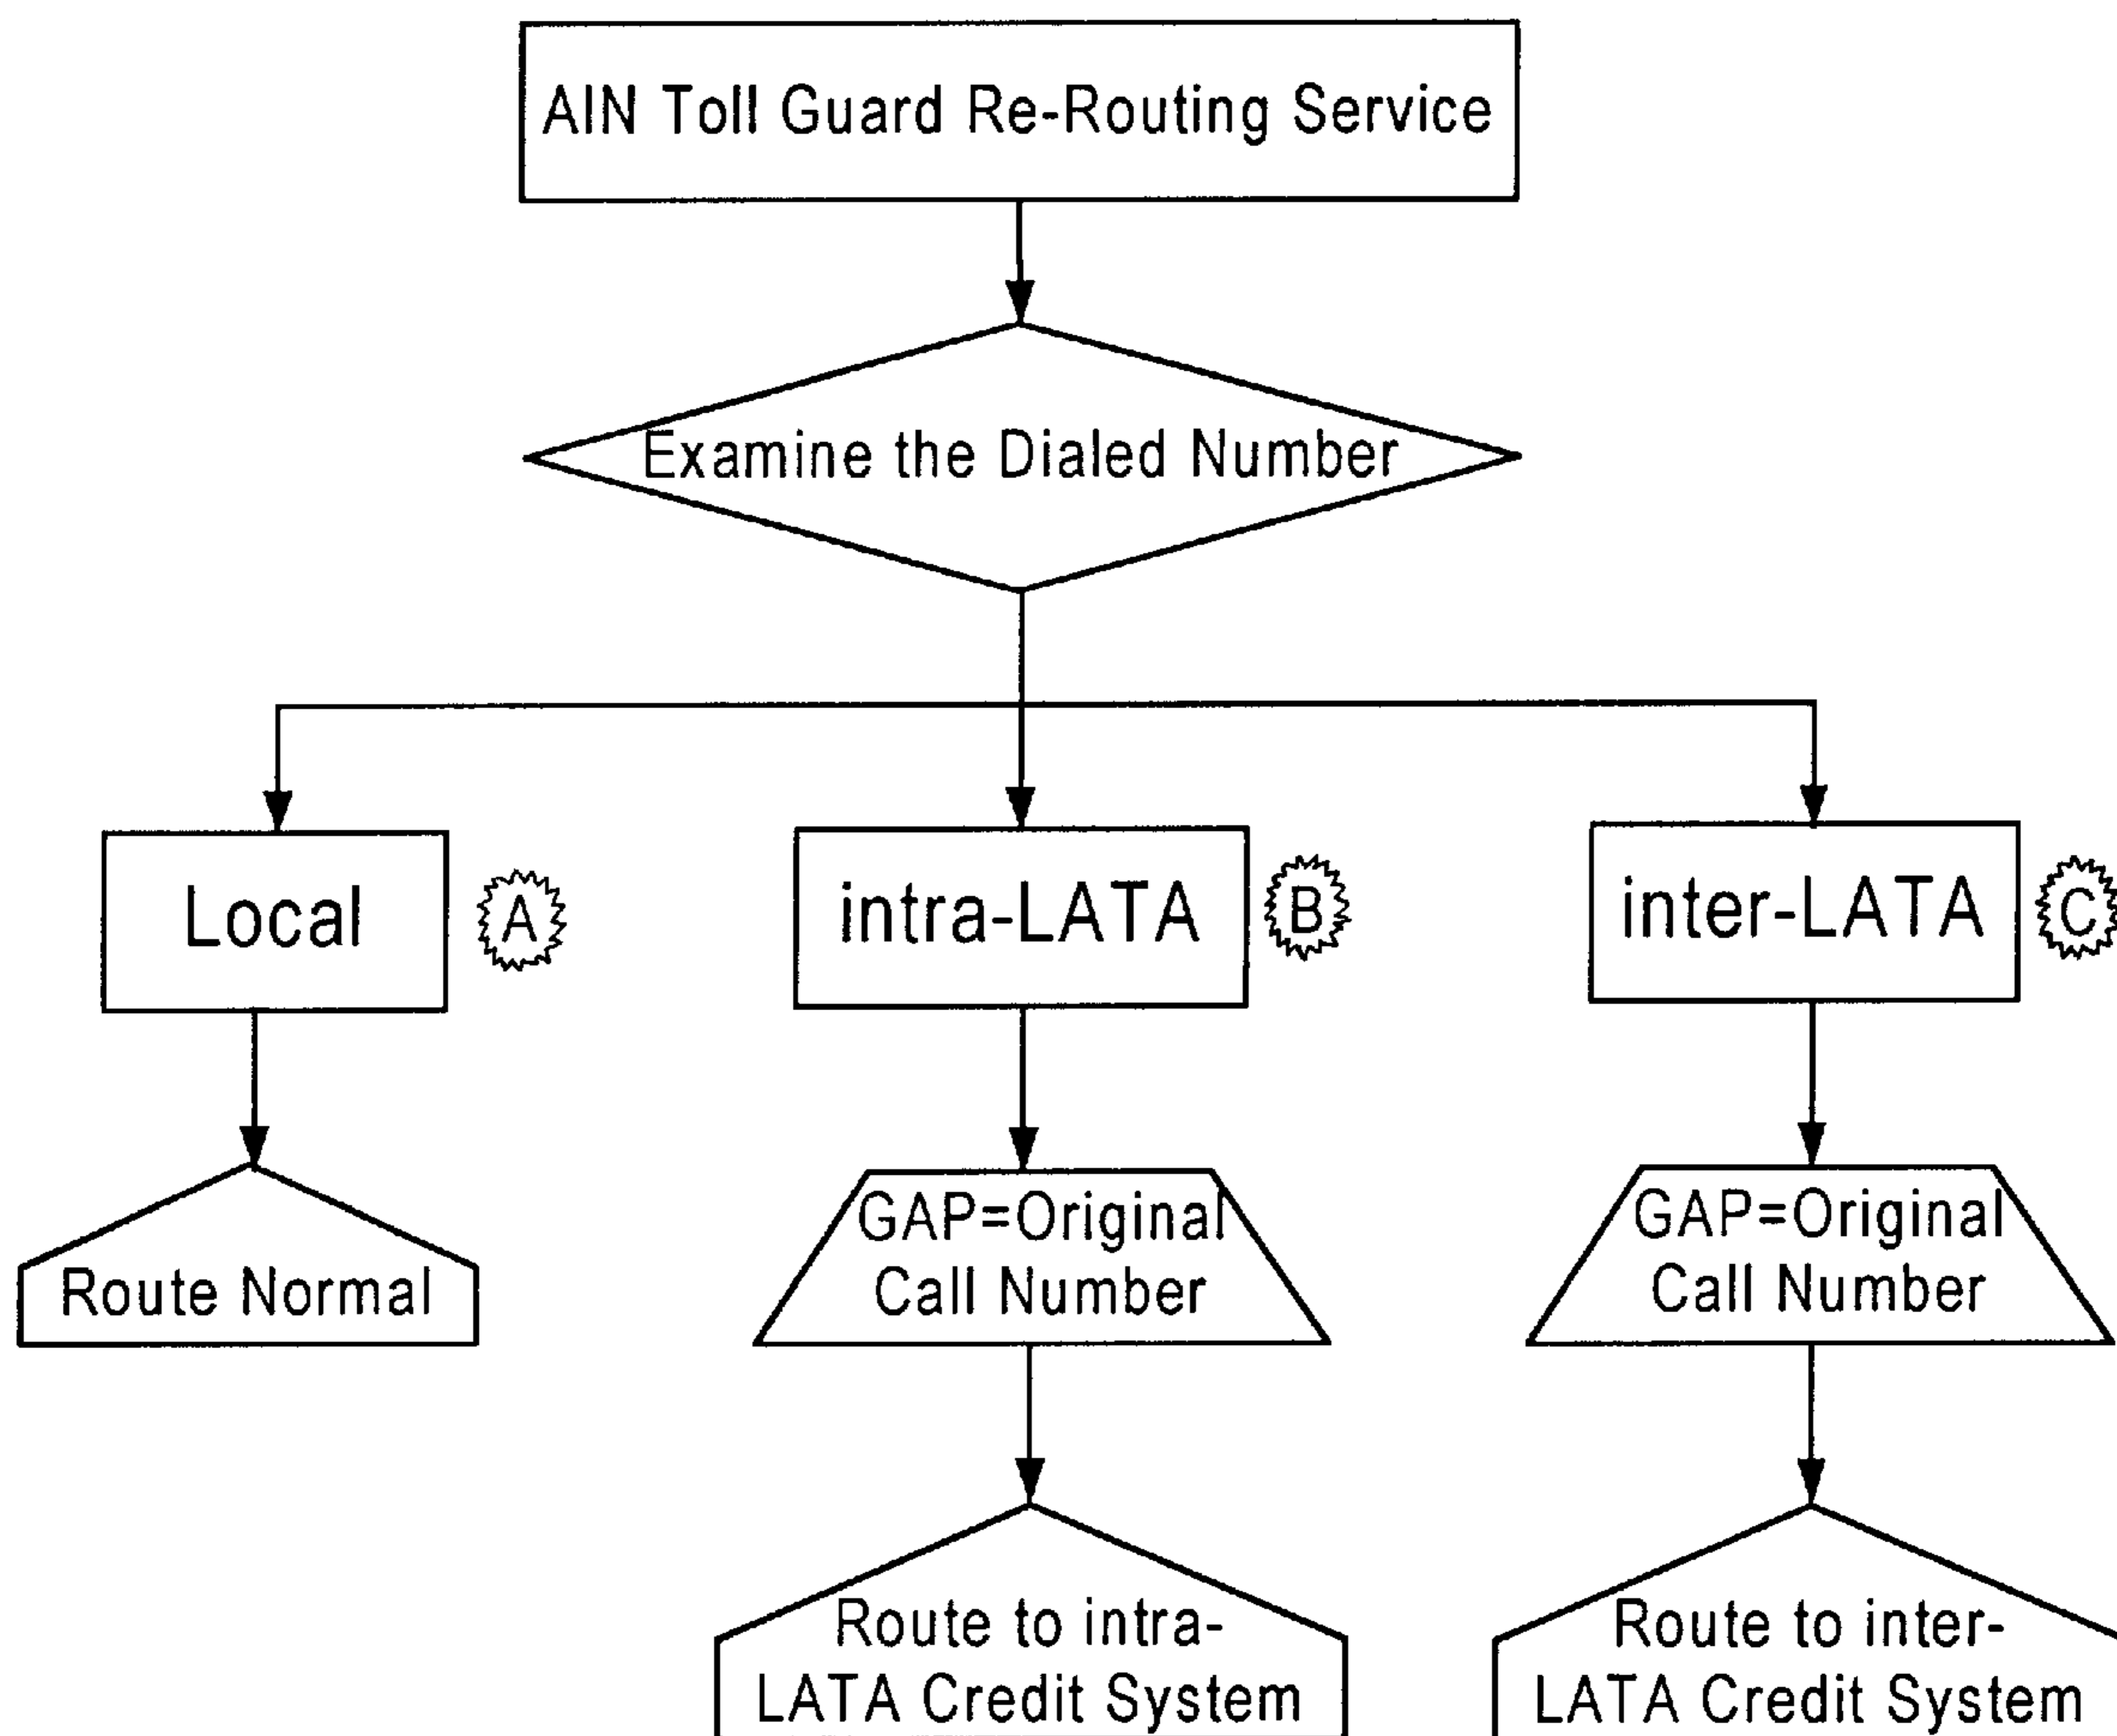 AIN Toll Guard Re-Routing Service
Examine the Dialed Number
Local
A
intra-LATA
B
inter-LATA
C
Route Normal
GAP=Original
Call Number
GAP=Original
Call Number
Route to intra-
LATA Credit System
Route to inter-
LATA Credit System